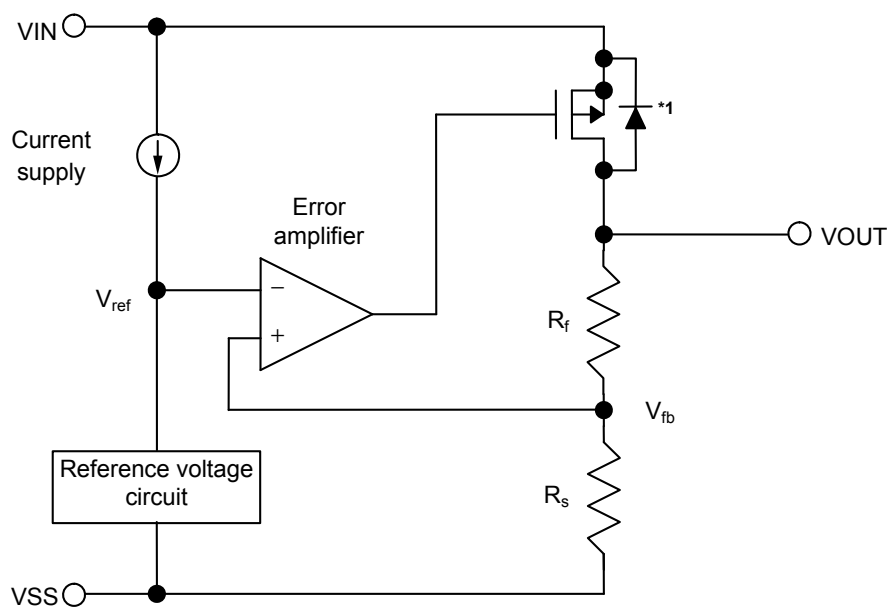 VIN
*1
Current
supply
Error
amplifier
VOUT
Vref
−
+
Rf
Vfb
Reference voltage
circuit
Rs
VSS